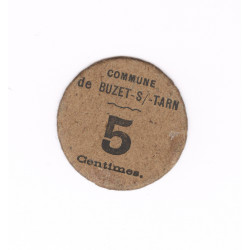 COMMUNE
de BUZET-S/-TARN
5
Centimes.